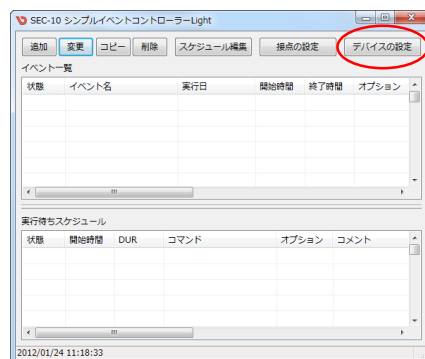 SEC-10 シンプルイベントコントローラーLight
追加 変更 コピー 削除 スケジュール編集 接点の設定 デバイスの設定
イベント一覧
状態 イベント名 実行日 開始時間 終了時間 オプション
実行待ちスケジュール
状態 開始時間 DUR コマンド オプション コメント
2012/01/24 11:18:33